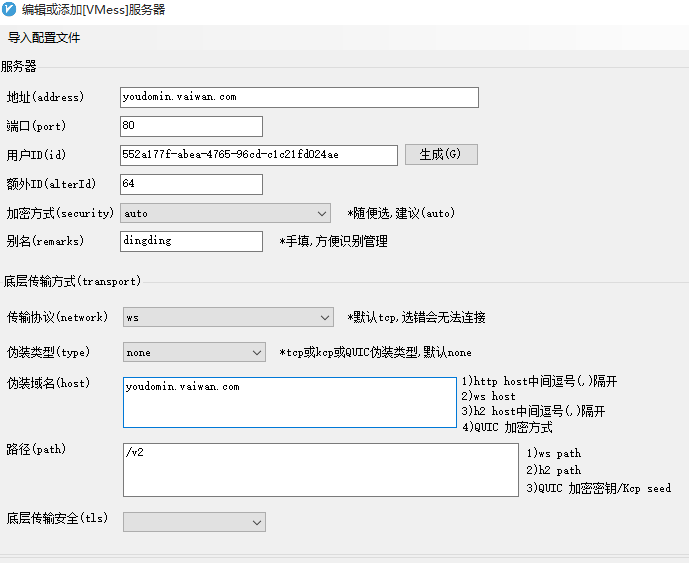 编辑或添加[VMess]服务器
导入配置文件
服务器
地址(address) youdomin.vaiwan.com
端口(port) 80
用户ID(id) 552a177f-abea-4765-96cd-c1c21fd024ae 生成(G)
额外ID(alterId) 64
加密方式(security) auto *随便选,建议(auto)
别名(remarks) dingding *手填,方便识别管理
底层传输方式(transport)
传输协议(network) ws *默认tcp,选错会无法连接
伪装类型(type) none *tcp或kcp或QUIC伪装类型,默认none
伪装域名(host) youdomin.vaiwan.com 1)http host中间逗号(,)隔开
2)ws host
3)h2 host中间逗号(,)隔开
4)QUIC 加密方式
路径(path) /v2 1)ws path
2)h2 path
3)QUIC 加密密钥/Kcp seed
底层传输安全(tls)